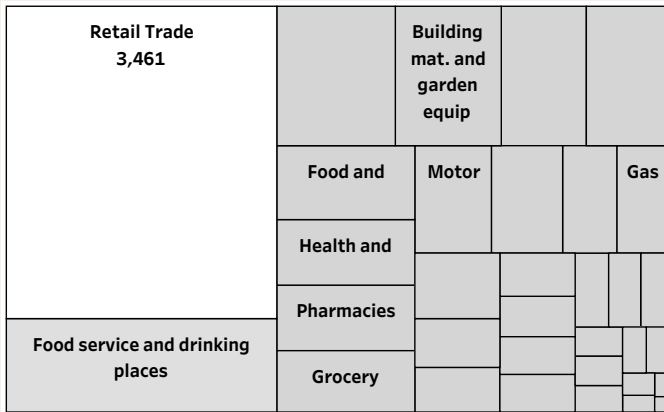 Retail Trade
3,461
Building
mat. and
garden
equip
Food and
Motor
Gas
Health and
Pharmacies
Grocery
Food service and drinking
places